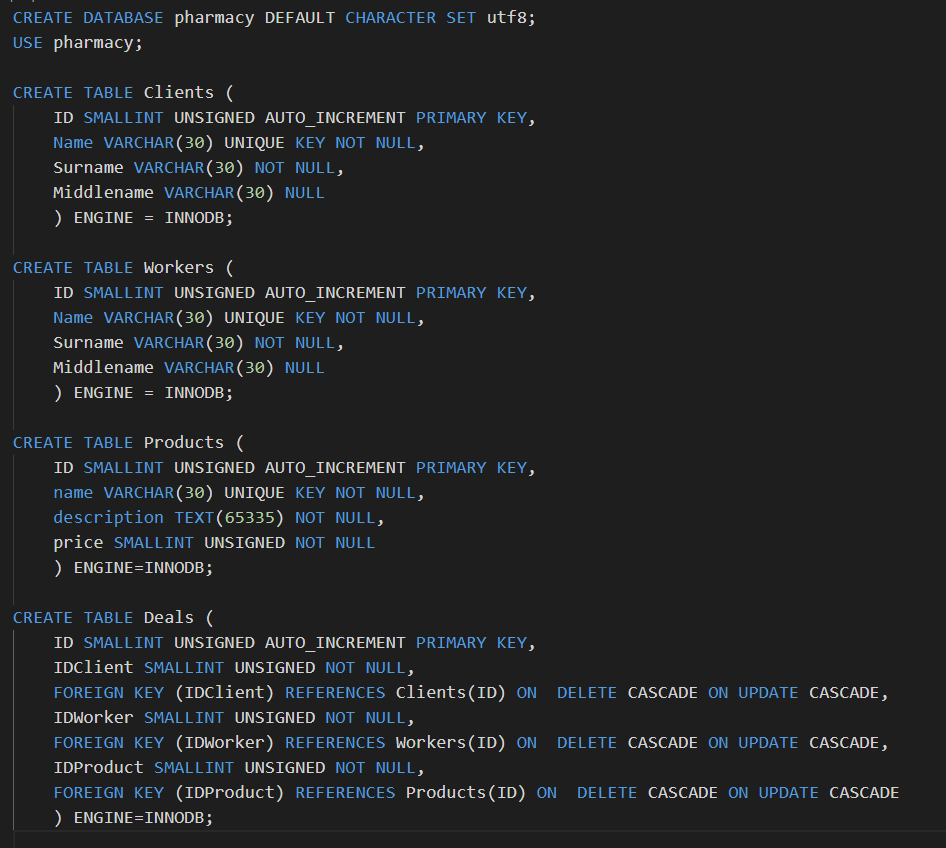 CREATE DATABASE pharmacy DEFAULT CHARACTER SET utf8;
USE pharmacy;
CREATE TABLE Clients (
ID SMALLINT UNSIGNED AUTO_INCREMENT PRIMARY KEY,
Name VARCHAR(30) UNIQUE KEY NOT NULL,
Surname VARCHAR(30) NOT NULL,
Middlename VARCHAR(30) NULL
) ENGINE = INNODB;
CREATE TABLE Workers (
ID SMALLINT UNSIGNED AUTO_INCREMENT PRIMARY KEY,
Name VARCHAR(30) UNIQUE KEY NOT NULL,
Surname VARCHAR(30) NOT NULL,
Middlename VARCHAR(30) NULL
) ENGINE = INNODB;
CREATE TABLE Products (
ID SMALLINT UNSIGNED AUTO_INCREMENT PRIMARY KEY,
name VARCHAR(30) UNIQUE KEY NOT NULL,
description TEXT(65335) NOT NULL,
price SMALLINT UNSIGNED NOT NULL
) ENGINE=INNODB;
CREATE TABLE Deals (
ID SMALLINT UNSIGNED AUTO_INCREMENT PRIMARY KEY,
IDClient SMALLINT UNSIGNED NOT NULL,
FOREIGN KEY (IDClient) REFERENCES Clients(ID) ON  DELETE CASCADE ON UPDATE CASCADE,
IDWorker SMALLINT UNSIGNED NOT NULL,
FOREIGN KEY (IDWorker) REFERENCES Workers(ID) ON  DELETE CASCADE ON UPDATE CASCADE,
IDProduct SMALLINT UNSIGNED NOT NULL,
FOREIGN KEY (IDProduct) REFERENCES Products(ID) ON  DELETE CASCADE ON UPDATE CASCADE
) ENGINE=INNODB;